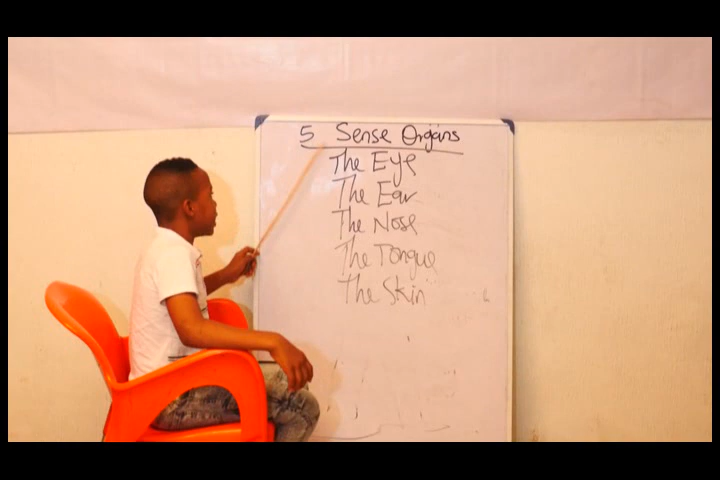 5 Sense Organs
The Eye
The Ear
The Nose
The Tongue
The Skin